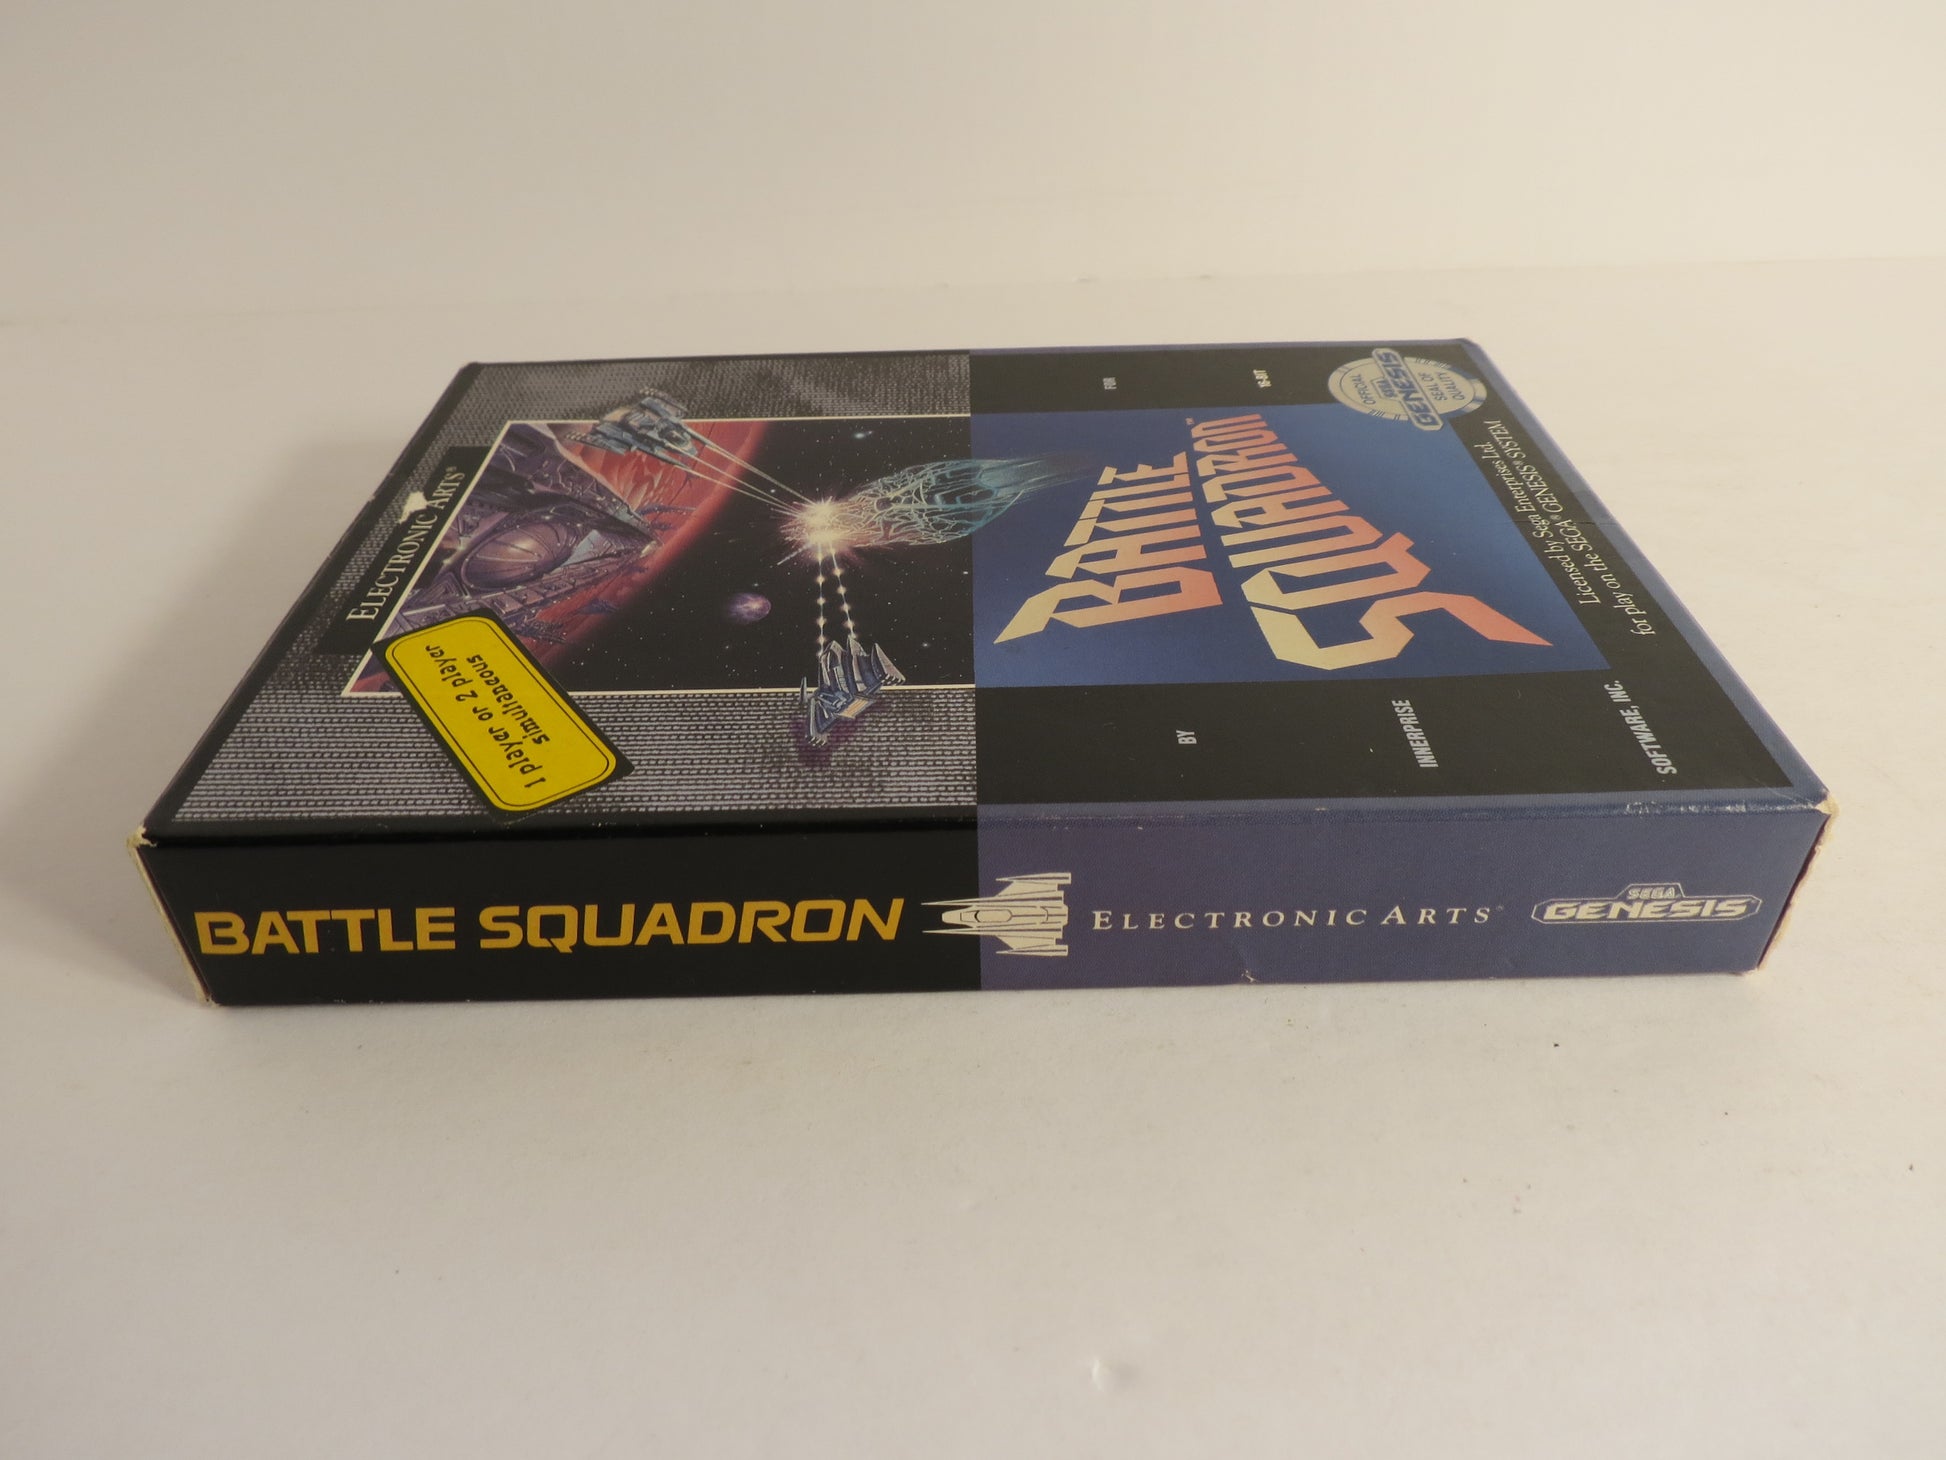 ELECTRONIC ARTS®
1 player or 2 player
simultaneous
BATTLE
SQUADRON™
FOR
16-BIT
OFFICIAL
SEGA
GENESIS
SEAL OF
QUALITY
Licensed by Sega Enterprises Ltd.
for play on the SEGA® GENESIS® SYSTEM
BY
INNERPRISE
SOFTWARE, INC.
BATTLE SQUADRON
ELECTRONIC ARTS®
SEGA
GENESIS